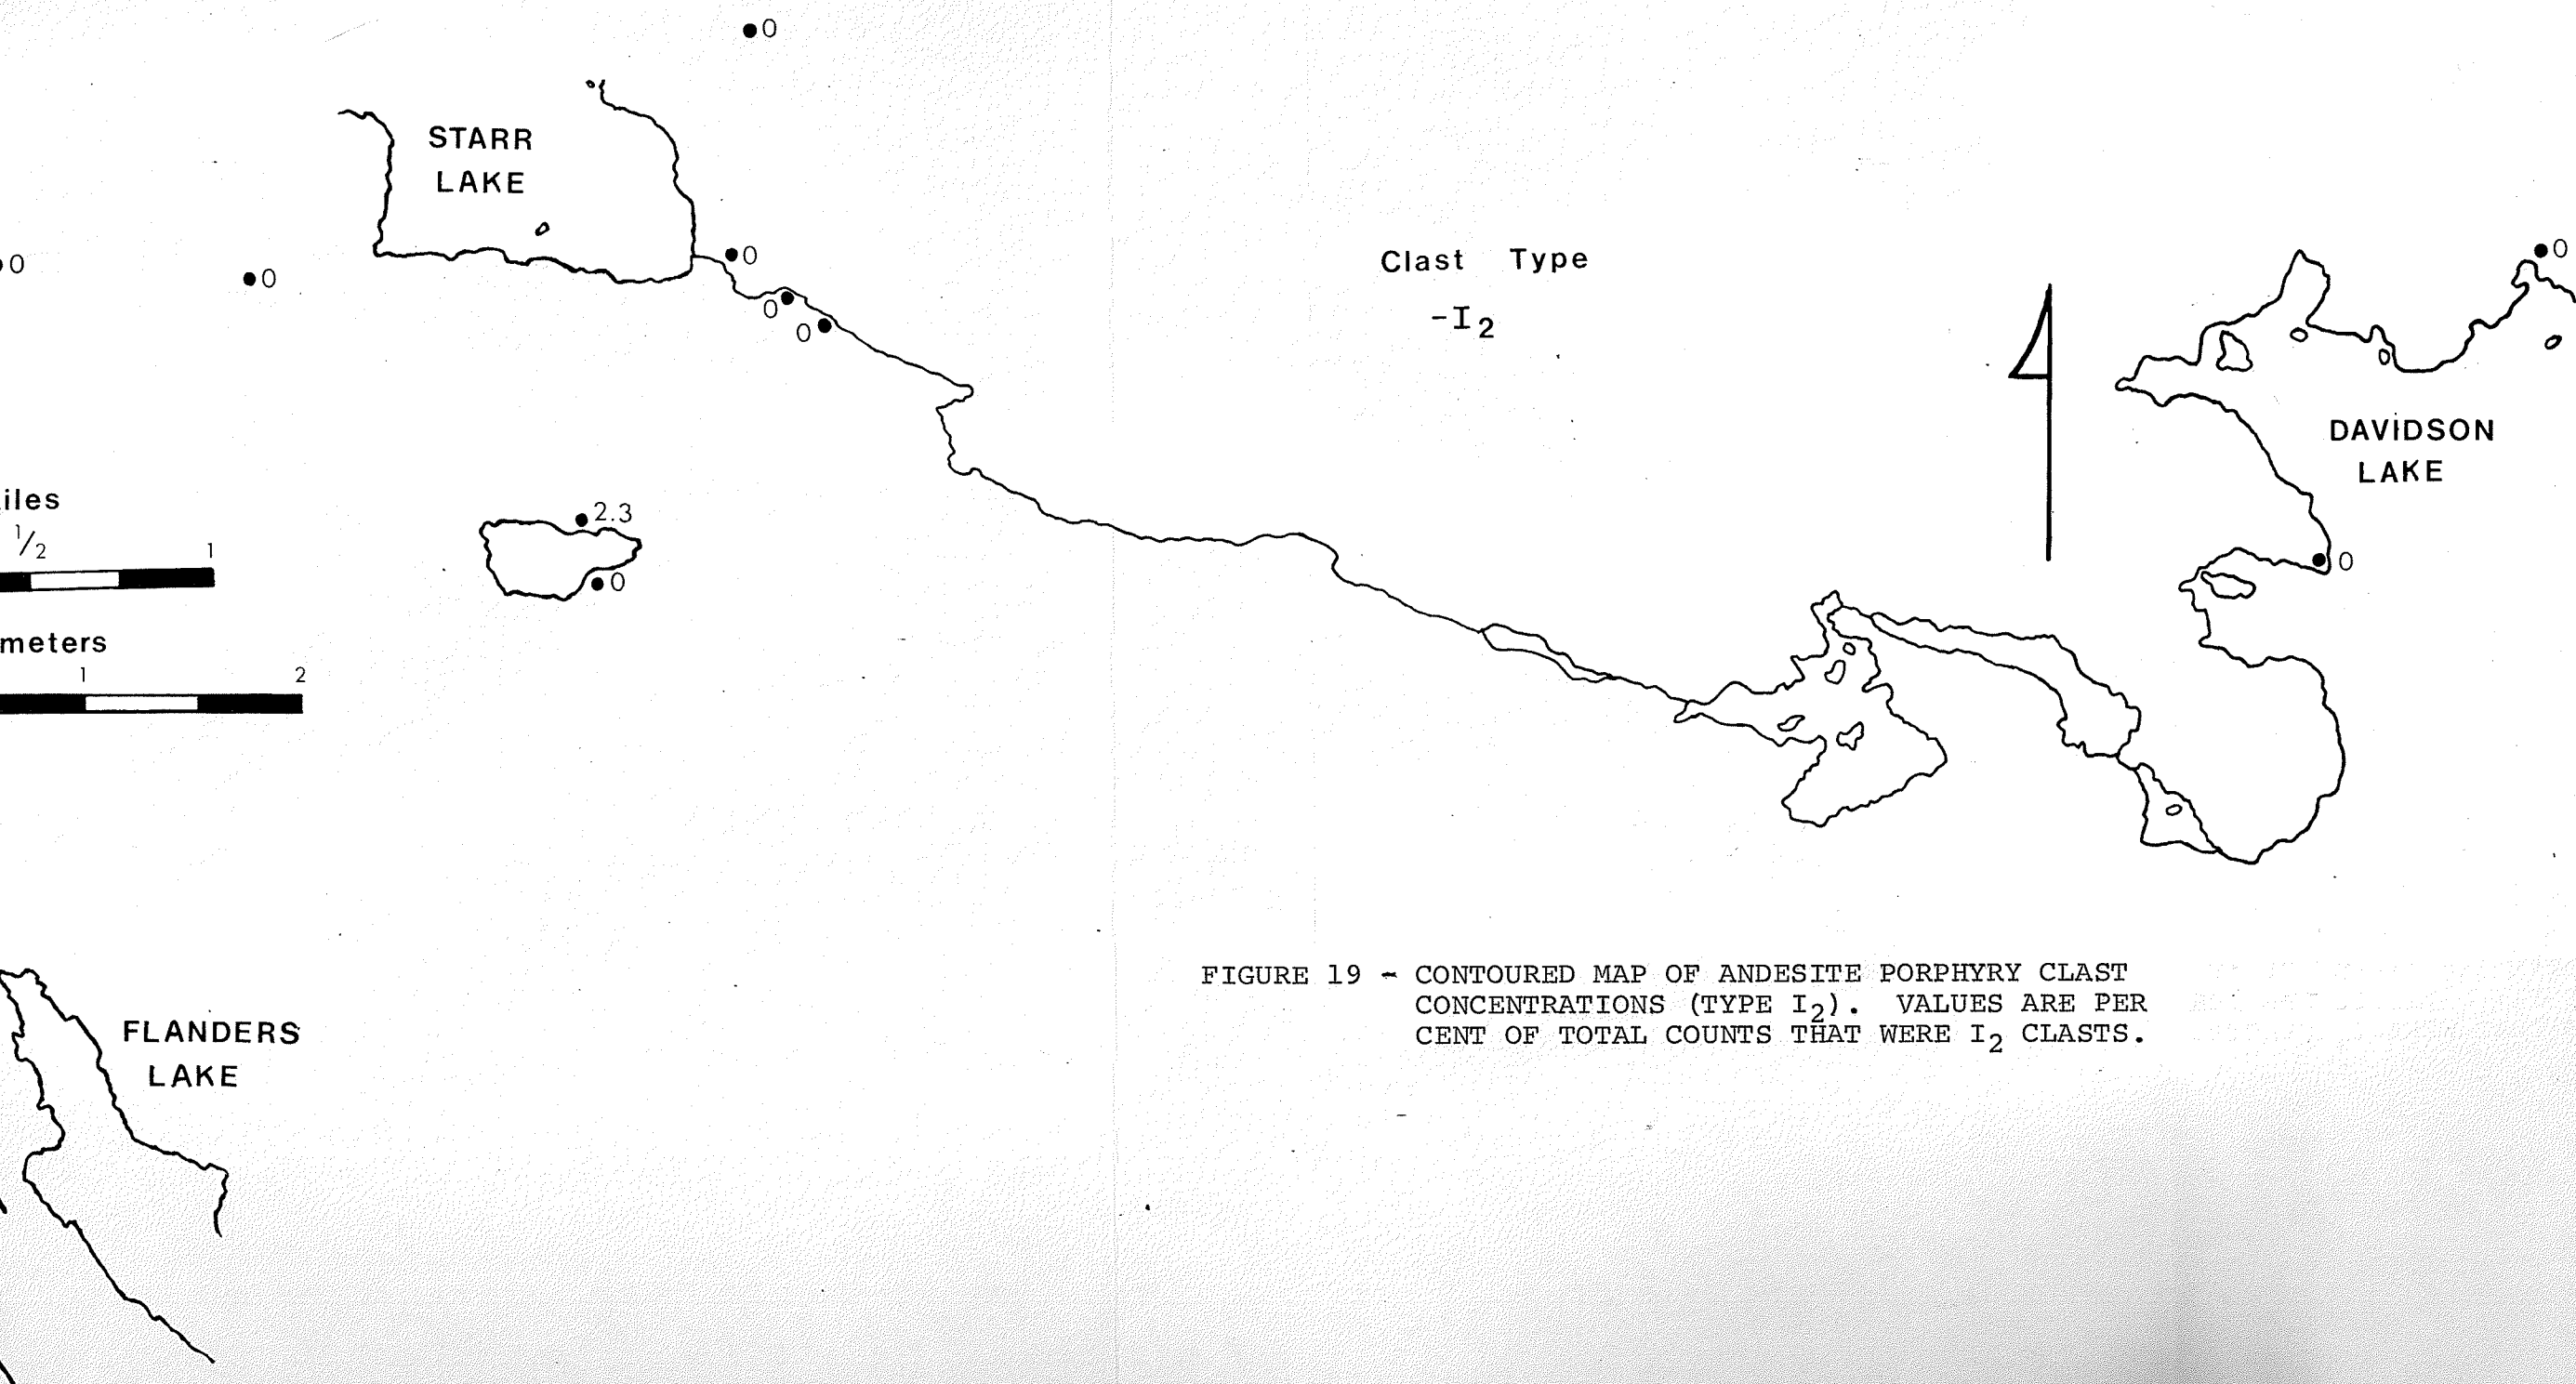 0
STARR
LAKE
0
0
0
0
0
Clast Type
-I2
0
DAVIDSON
LAKE
0
iles
1/2 1
meters
1 2
2.3
0
FIGURE 19 - CONTOURED MAP OF ANDESITE PORPHYRY CLAST
CONCENTRATIONS (TYPE I2). VALUES ARE PER
CENT OF TOTAL COUNTS THAT WERE I2 CLASTS.
FLANDERS
LAKE